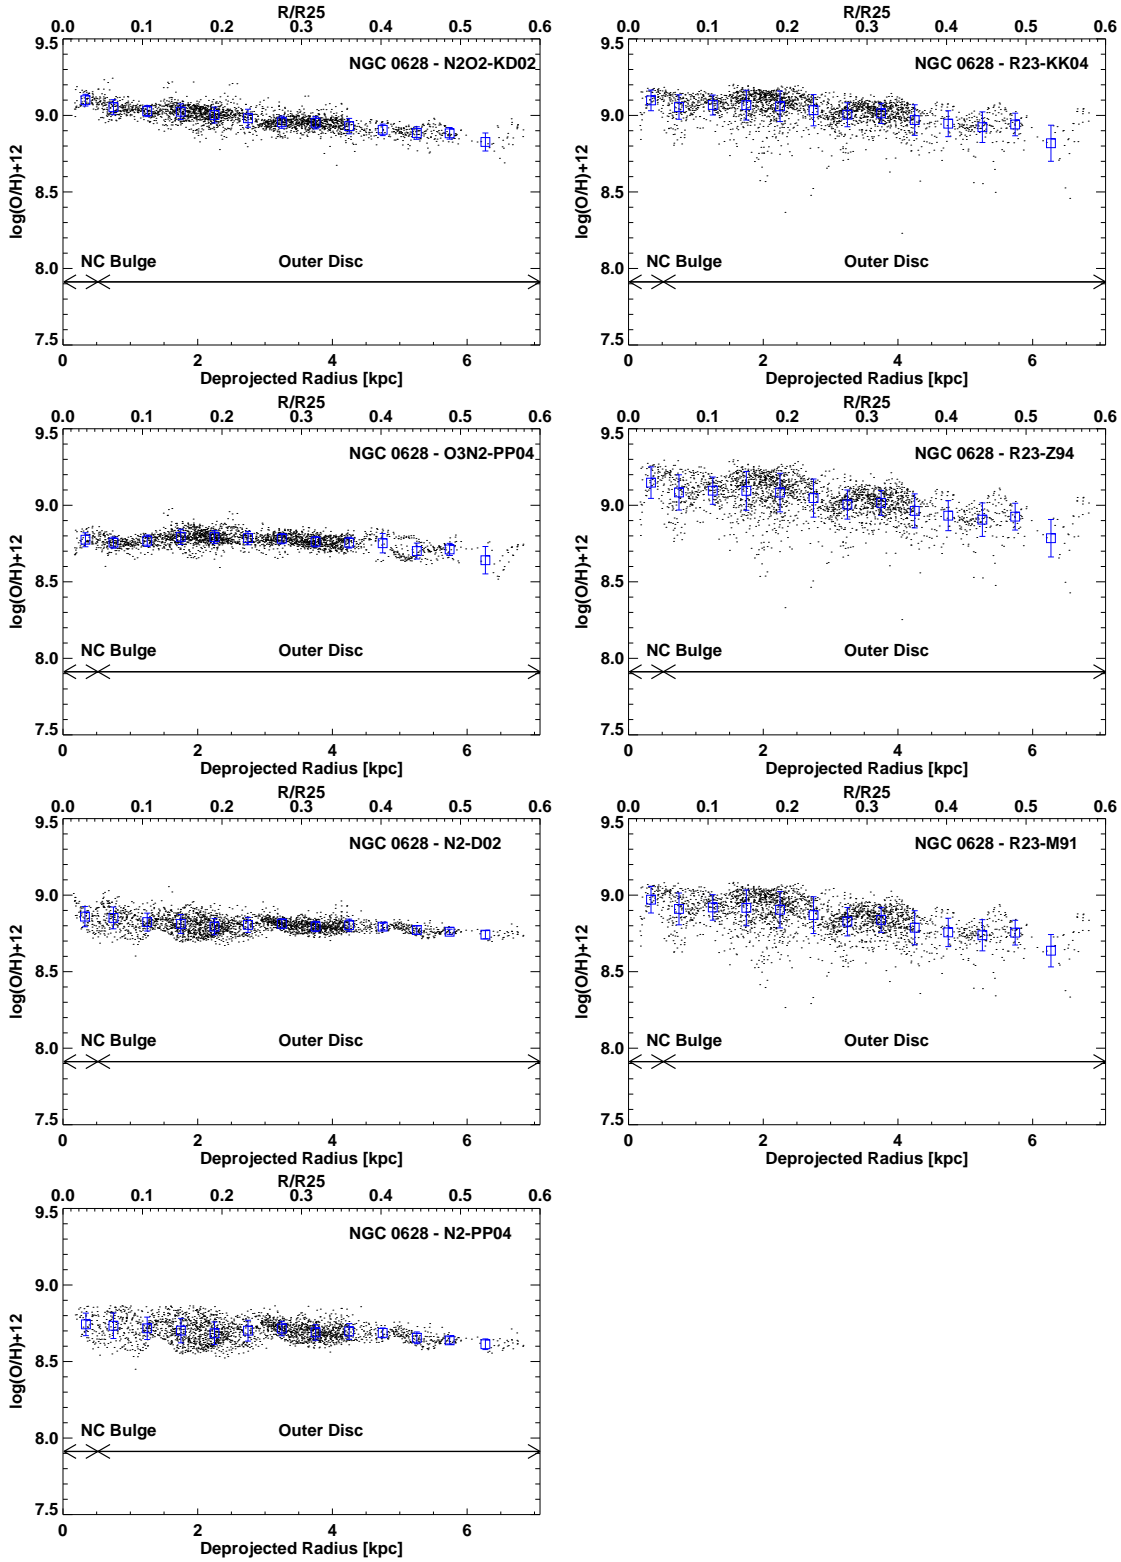 R/R25
0.0 0.1 0.2 0.3 0.4 0.5 0.6
9.5
NGC 0628 - N2O2-KD02
9.0
log(O/H)+12
8.5
8.0
NC Bulge Outer Disc
7.5
0 2 4 6
Deprojected Radius [kpc]
R/R25
0.0 0.1 0.2 0.3 0.4 0.5 0.6
9.5
NGC 0628 - R23-KK04
9.0
log(O/H)+12
8.5
8.0
NC Bulge Outer Disc
7.5
0 2 4 6
Deprojected Radius [kpc]
R/R25
0.0 0.1 0.2 0.3 0.4 0.5 0.6
9.5
NGC 0628 - O3N2-PP04
9.0
log(O/H)+12
8.5
8.0
NC Bulge Outer Disc
7.5
0 2 4 6
Deprojected Radius [kpc]
R/R25
0.0 0.1 0.2 0.3 0.4 0.5 0.6
9.5
NGC 0628 - R23-Z94
9.0
log(O/H)+12
8.5
8.0
NC Bulge Outer Disc
7.5
0 2 4 6
Deprojected Radius [kpc]
R/R25
0.0 0.1 0.2 0.3 0.4 0.5 0.6
9.5
NGC 0628 - N2-D02
9.0
log(O/H)+12
8.5
8.0
NC Bulge Outer Disc
7.5
0 2 4 6
Deprojected Radius [kpc]
R/R25
0.0 0.1 0.2 0.3 0.4 0.5 0.6
9.5
NGC 0628 - R23-M91
9.0
log(O/H)+12
8.5
8.0
NC Bulge Outer Disc
7.5
0 2 4 6
Deprojected Radius [kpc]
R/R25
0.0 0.1 0.2 0.3 0.4 0.5 0.6
9.5
NGC 0628 - N2-PP04
9.0
log(O/H)+12
8.5
8.0
NC Bulge Outer Disc
7.5
0 2 4 6
Deprojected Radius [kpc]